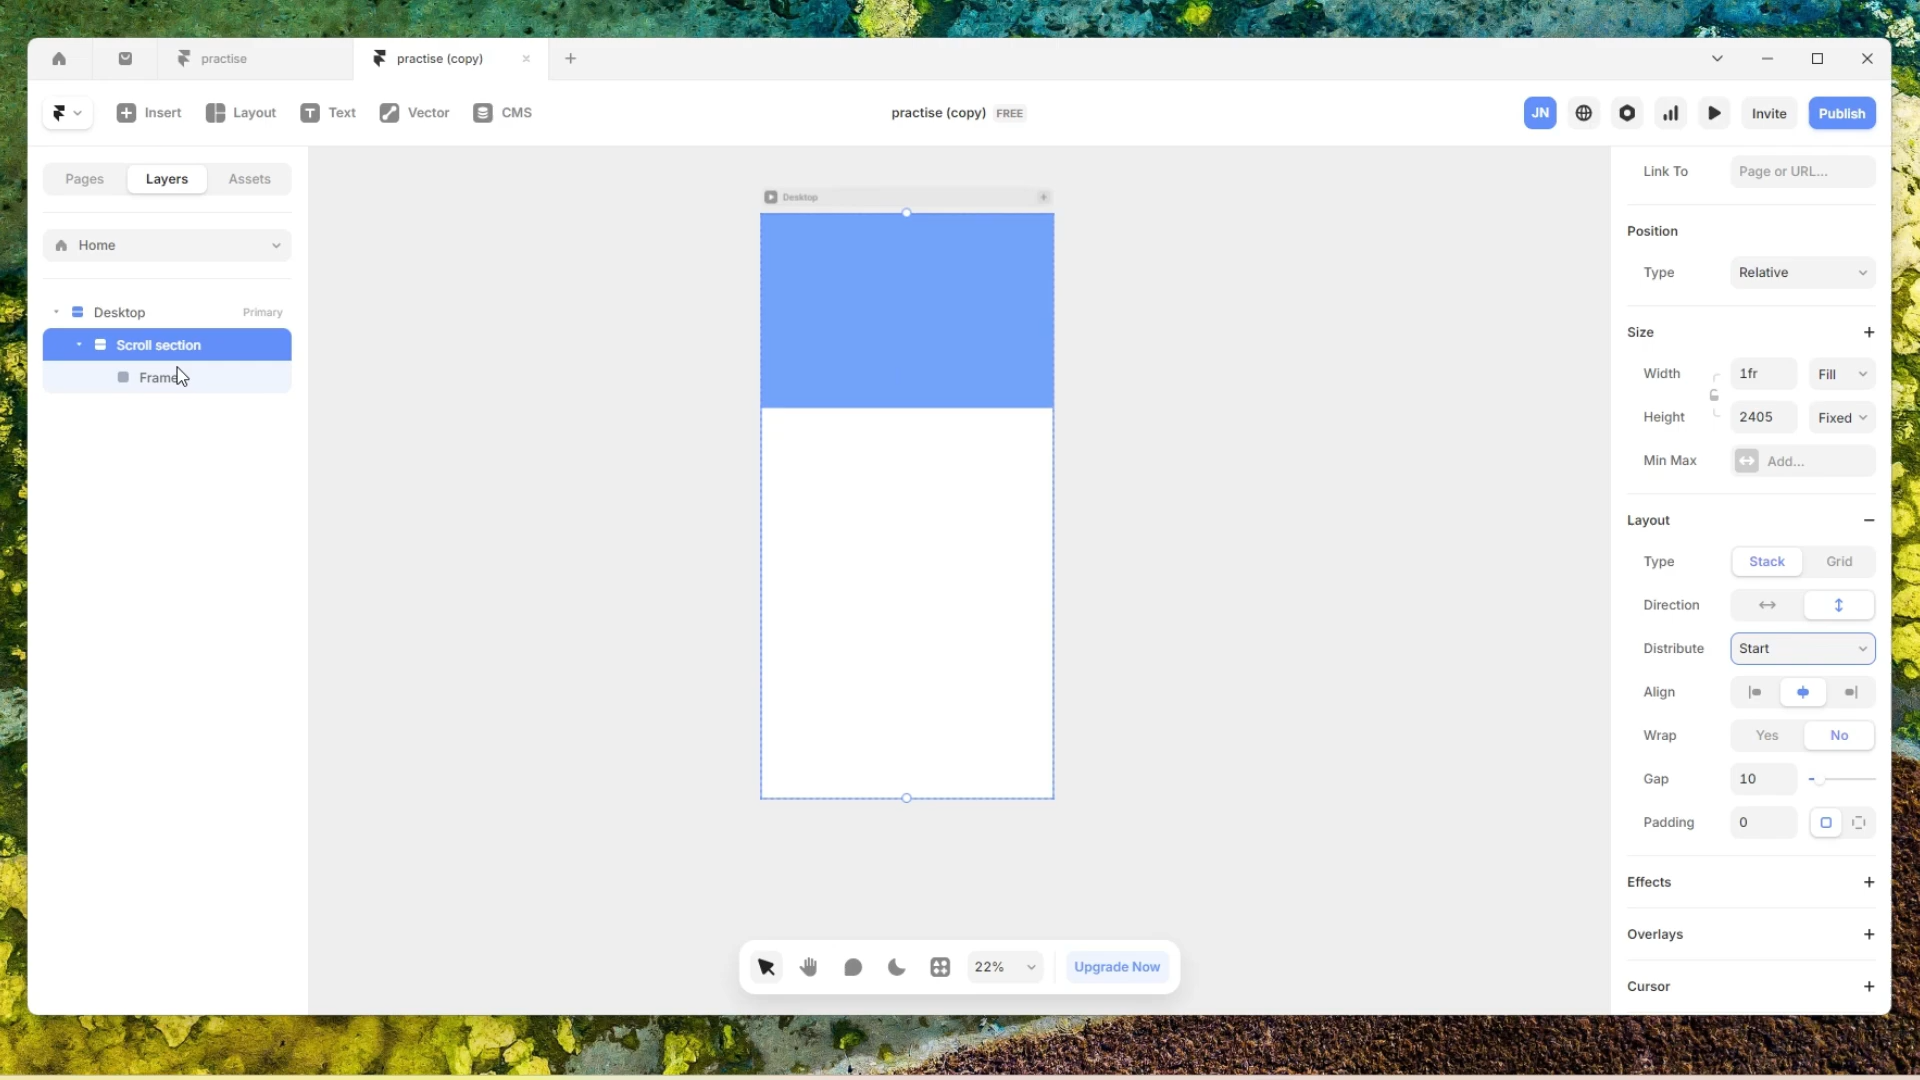 practise
practise (copy)
Insert
Layout
Text
Vector
CMS
practise (copy) FREE
JN
Invite
Publish
Pages
Layers
Assets
Home
Desktop
Primary
Scroll section
Frame
Desktop
Link To
Page or URL...
Position
Type
Relative
Size
Width
1fr
Fill
Height
2405
Fixed
Min Max
Add...
Layout
Type
Stack
Grid
Direction
Distribute
Start
Align
Wrap
Yes
No
Gap
10
Padding
0
Effects
Overlays
Cursor
22%
Upgrade Now